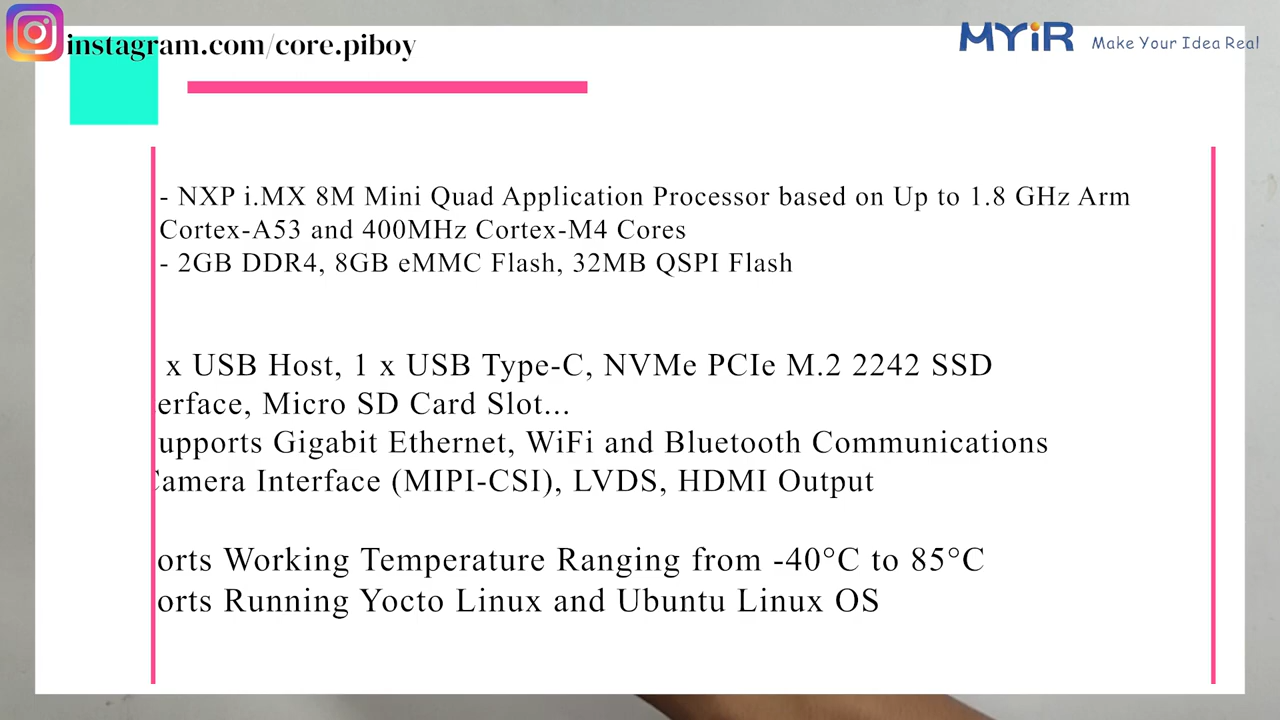 instagram.com/core.piboy
MYiR Make Your Idea Real
- NXP i.MX 8M Mini Quad Application Processor based on Up to 1.8 GHz Arm
Cortex-A53 and 400MHz Cortex-M4 Cores
- 2GB DDR4, 8GB eMMC Flash, 32MB QSPI Flash
x USB Host, 1 x USB Type-C, NVMe PCIe M.2 2242 SSD
erface, Micro SD Card Slot...
upports Gigabit Ethernet, WiFi and Bluetooth Communications
Camera Interface (MIPI-CSI), LVDS, HDMI Output
orts Working Temperature Ranging from -40°C to 85°C
orts Running Yocto Linux and Ubuntu Linux OS